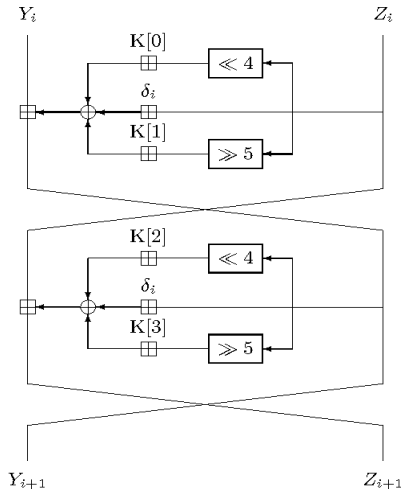 Y_i Z_i
K[0]
≪ 4
δ_i
K[1]
≫ 5
K[2]
≪ 4
δ_i
K[3]
≫ 5
Y_{i+1} Z_{i+1}